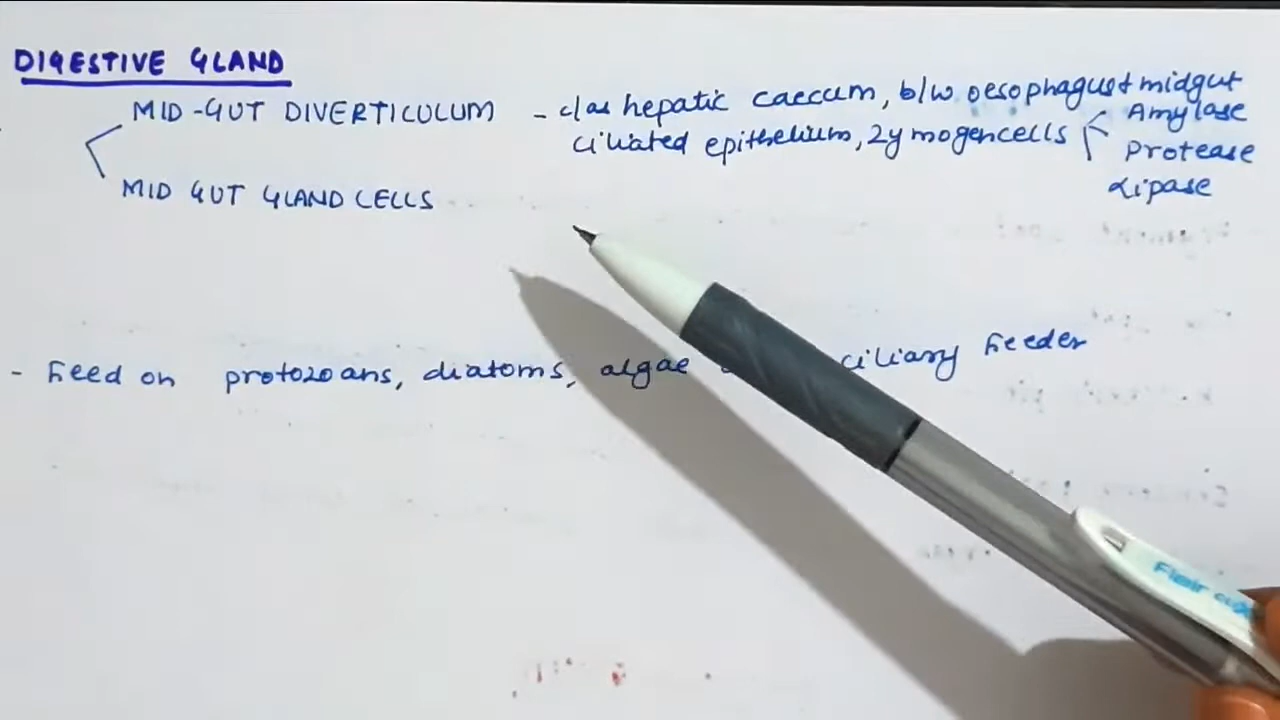 DIGESTIVE GLAND
MID-GUT DIVERTICULUM - c/as hepatic caecum, b/w oesophagus + midgut
ciliated epithelium, zymogen cells Amylase
Protease
Lipase
MID GUT GLAND CELLS
- Feed on protozoans, diatoms, algae ciliary feeder
Flair